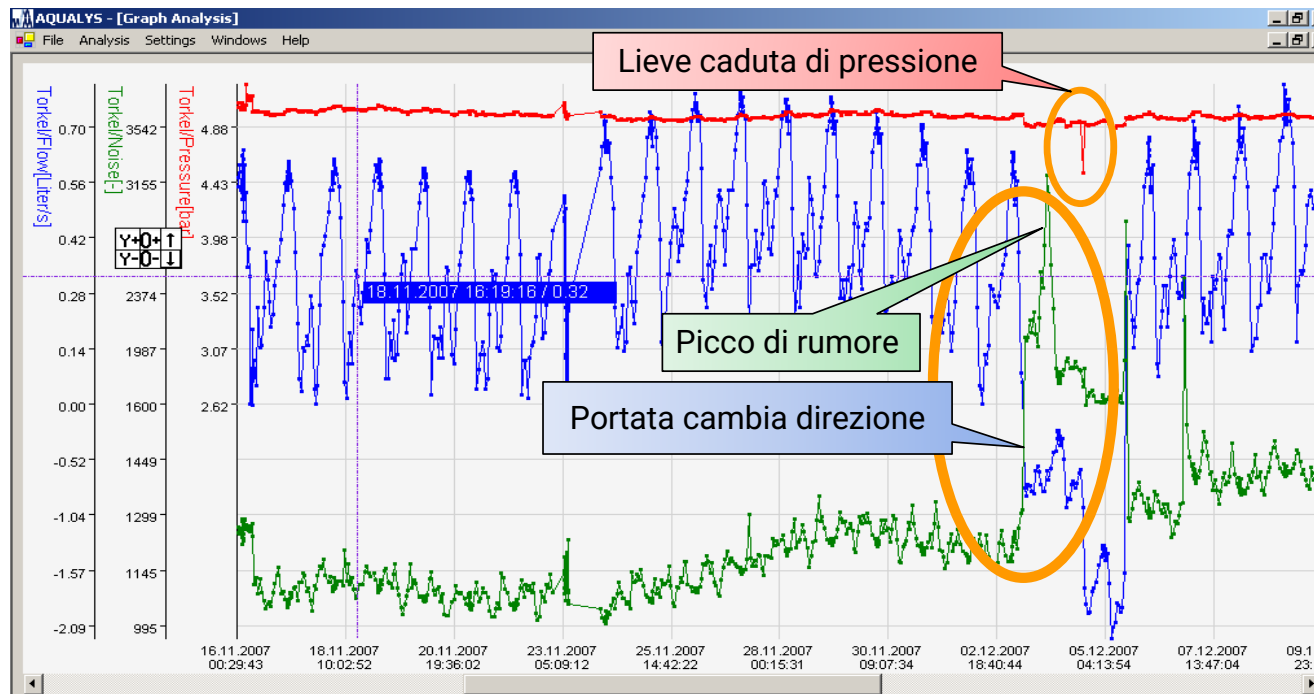 AQUALYS - [Graph Analysis]
File Analysis Settings Windows Help
Lieve caduta di pressione
Torkel/Flow[Liter/s]
Torkel/Noise[-]
Torkel/Pressure[bar]
0.70 3542 4.88
0.56 3155 4.43
0.42 3.98
Y+ 0+ ↑
Y- 0- ↓
18.11.2007 16:19:16 / 0.32
0.28 2374 3.52
Picco di rumore
0.14 1987 3.07
0.00 1600 2.62
Portata cambia direzione
-0.52 1449
-1.04 1299
-1.57 1145
-2.09 995
16.11.2007 18.11.2007 20.11.2007 23.11.2007 25.11.2007 28.11.2007 30.11.2007 02.12.2007 05.12.2007 07.12.2007 09.1
00:29:43 10:02:52 19:36:02 05:09:12 14:42:22 00:15:31 09:07:34 18:40:44 04:13:54 13:47:04 23: